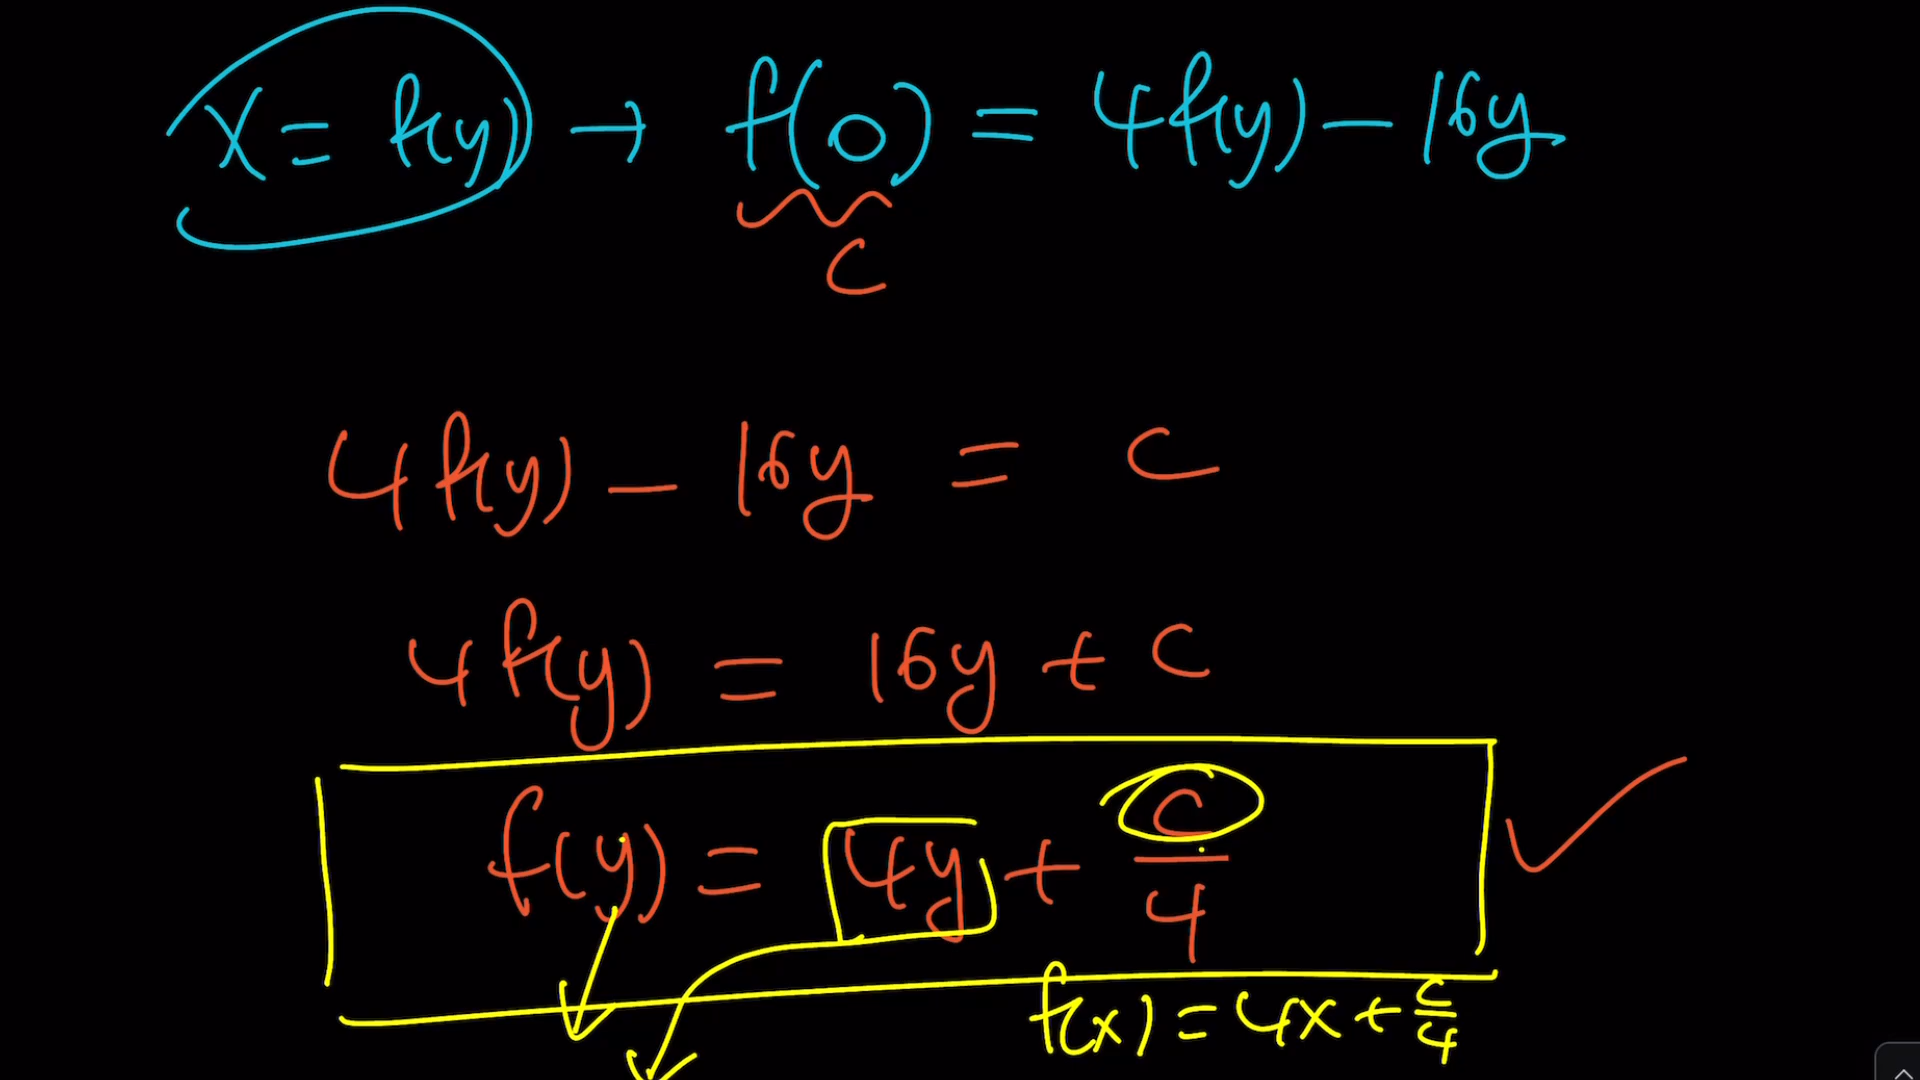 x = f(y) → f(0) = 4f(y) - 16y
c
4f(y) - 16y = c
4f(y) = 16y + c
f(y) = 4y + c/4
f(x) = 4x + c/4